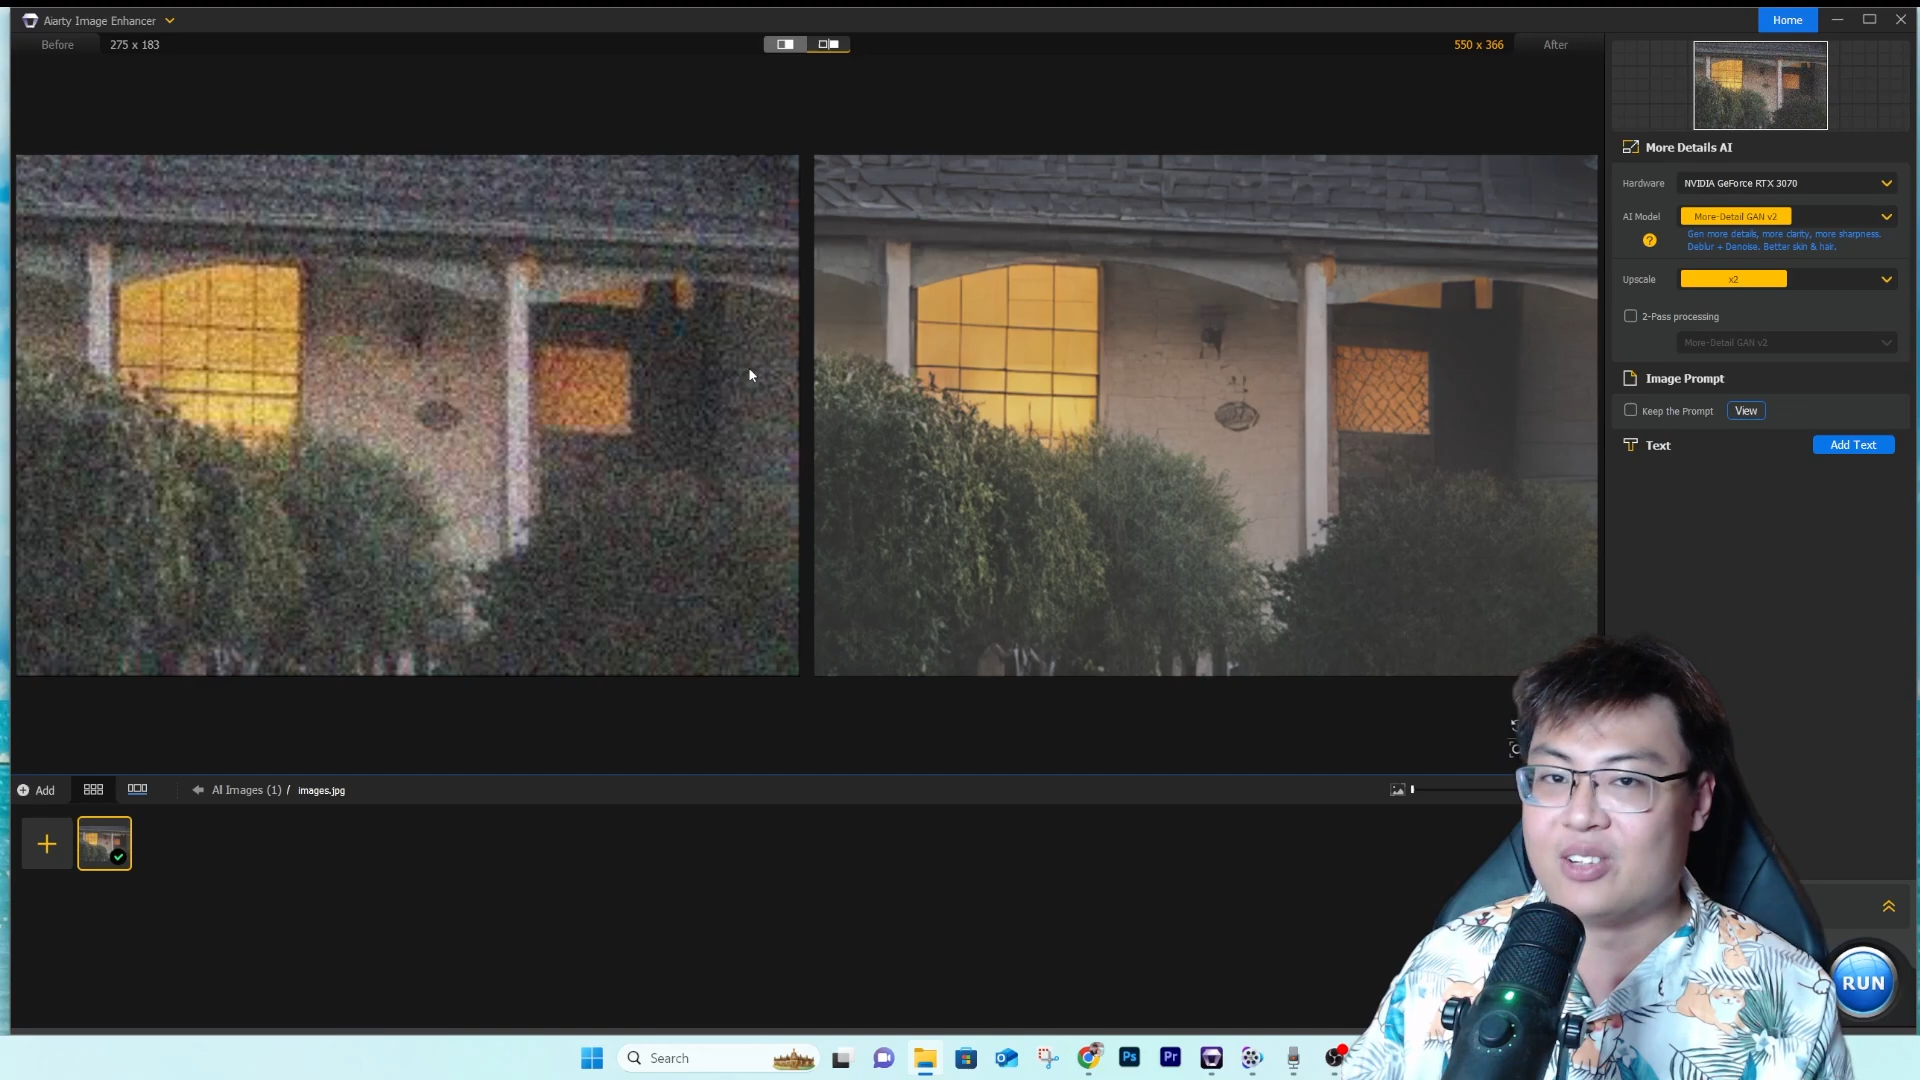 Aiarty Image Enhancer
Home
Before
275 x 183
550 x 366
After
More Details AI
Hardware
NVIDIA GeForce RTX 3070
AI Model
More-Detail GAN v2
?
Gen more details, more clarity, more sharpness.
Deblur + Denoise. Better skin & hair.
Upscale
x2
2-Pass processing
More-Detail GAN v2
Image Prompt
Keep the Prompt
View
Text
Add Text
Add
All Images (1) / images.jpg
RUN
Search
Ps
Pr